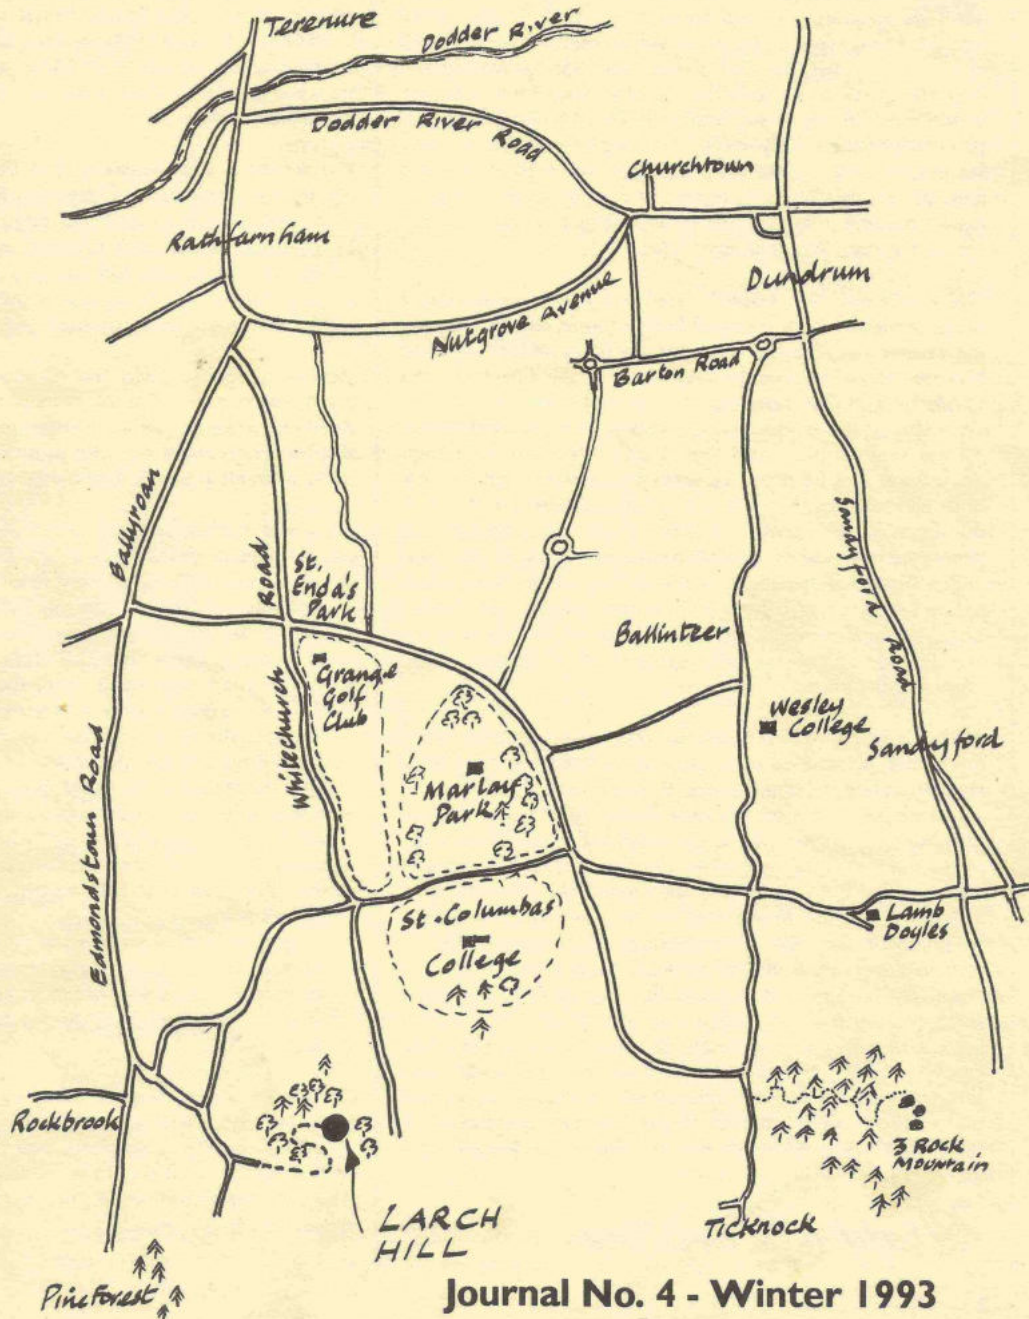 Terenure
Dodder River
Dodder River Road
Churchtown
Rathfarnham
Dundrum
Nutgrove Avenue
Barton Road
Ballyroan
Road
St.
Enda's
Park
Sandyford Road
Ballinteer
Grange
Golf
Club
Whitechurch
Wesley
College
Sandyford
Marlay
Park
Edmondstown Road
St. Columbas
College
Lamb
Doyles
Rockbrook
3 Rock
Mountain
LARCH
HILL
Ticknock
Pine Forest
Journal No. 4 - Winter 1993